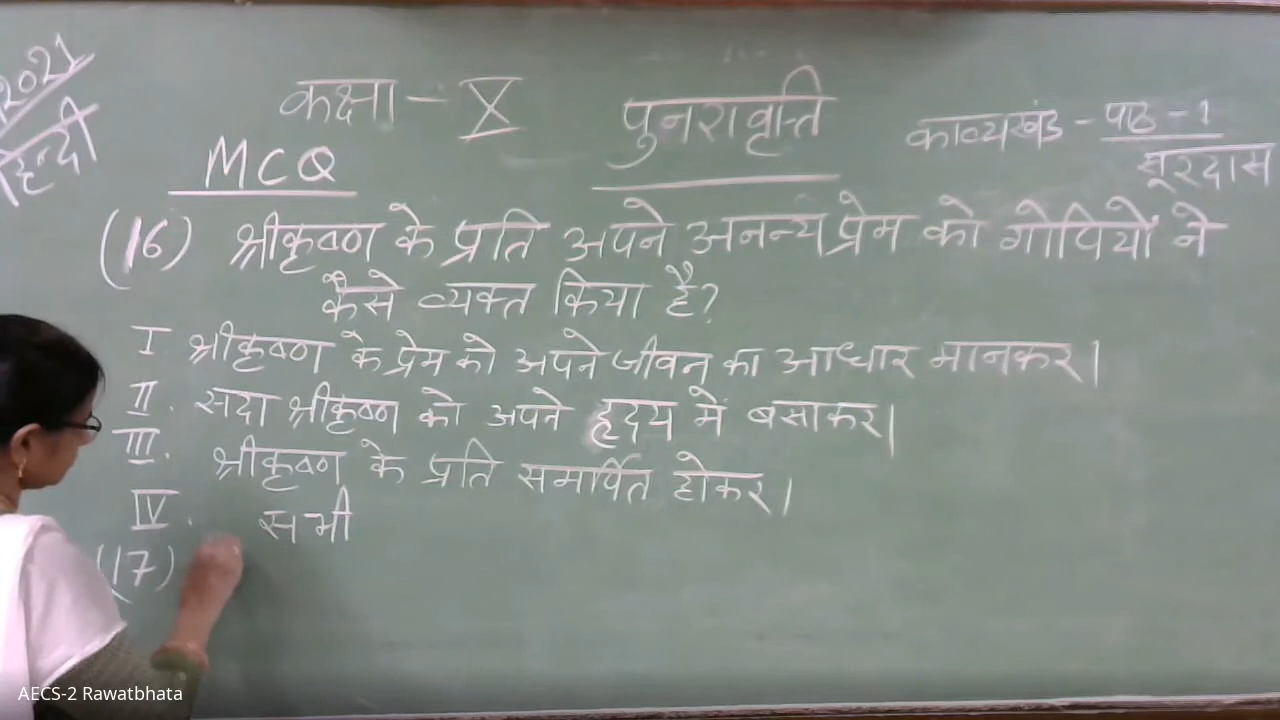 2021
हिन्दी
कक्षा - X पुनरावृत्ति काव्यखंड - पाठ - 1
MCQ सूरदास
(16) श्रीकृष्ण के प्रति अपने अनन्य प्रेम को गोपियों ने
कैसे व्यक्त किया है?
I. श्रीकृष्ण के प्रेम को अपने जीवन का आधार मानकर।
II. सदा श्रीकृष्ण को अपने हृदय में बसाकर।
III. श्रीकृष्ण के प्रति समर्पित होकर।
IV. सभी
(17)
AECS-2 Rawatbhata